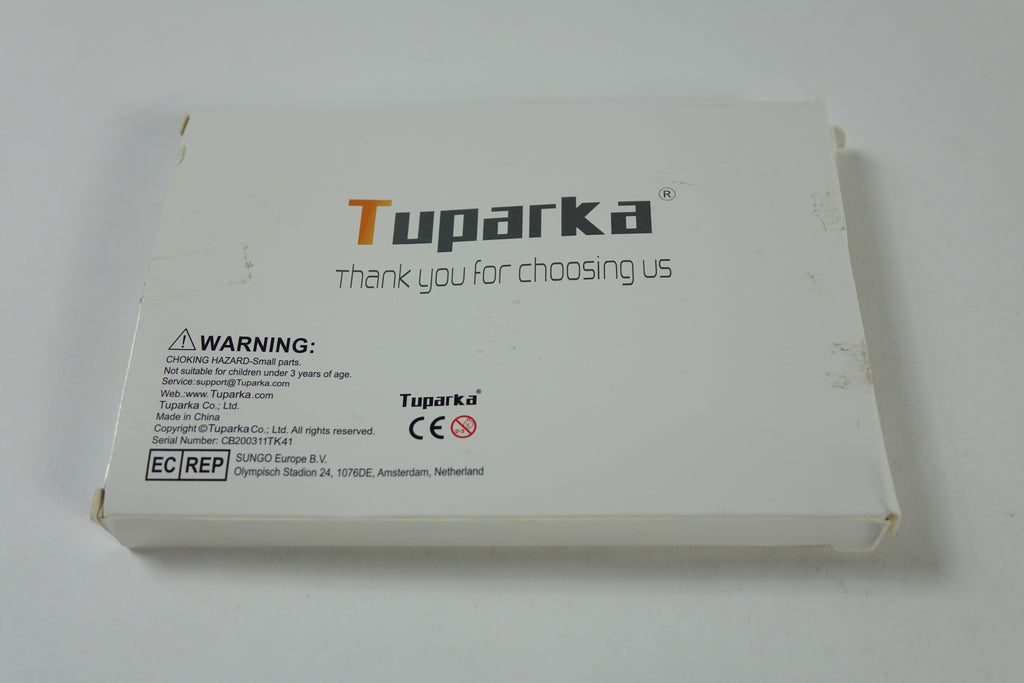 Tuparka®
Thank you for choosing us
WARNING:
CHOKING HAZARD-Small parts.
Not suitable for children under 3 years of age.
Service: support@Tuparka.com
Web.:www.Tuparka.com
Tuparka Co.; Ltd.
Made in China
Copyright ©Tuparka Co.; Ltd. All rights reserved.
Serial Number: CB200311TK41
Tuparka®
CE
EC REP
SUNGO Europe B.V.
Olympisch Stadion 24, 1076DE, Amsterdam, Netherland